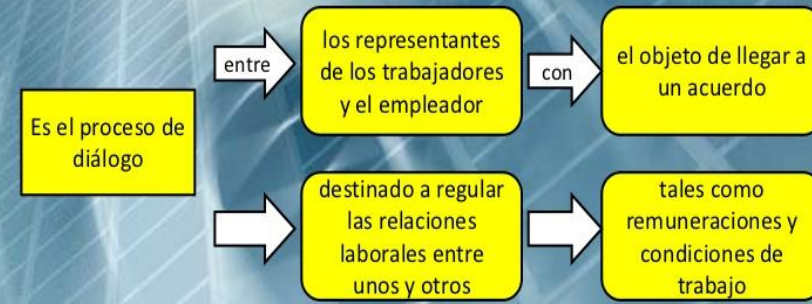 Es el proceso de
diálogo
entre
los representantes
de los trabajadores
y el empleador
con
el objeto de llegar a
un acuerdo
destinado a regular
las relaciones
laborales entre
unos y otros
tales como
remuneraciones y
condiciones de
trabajo